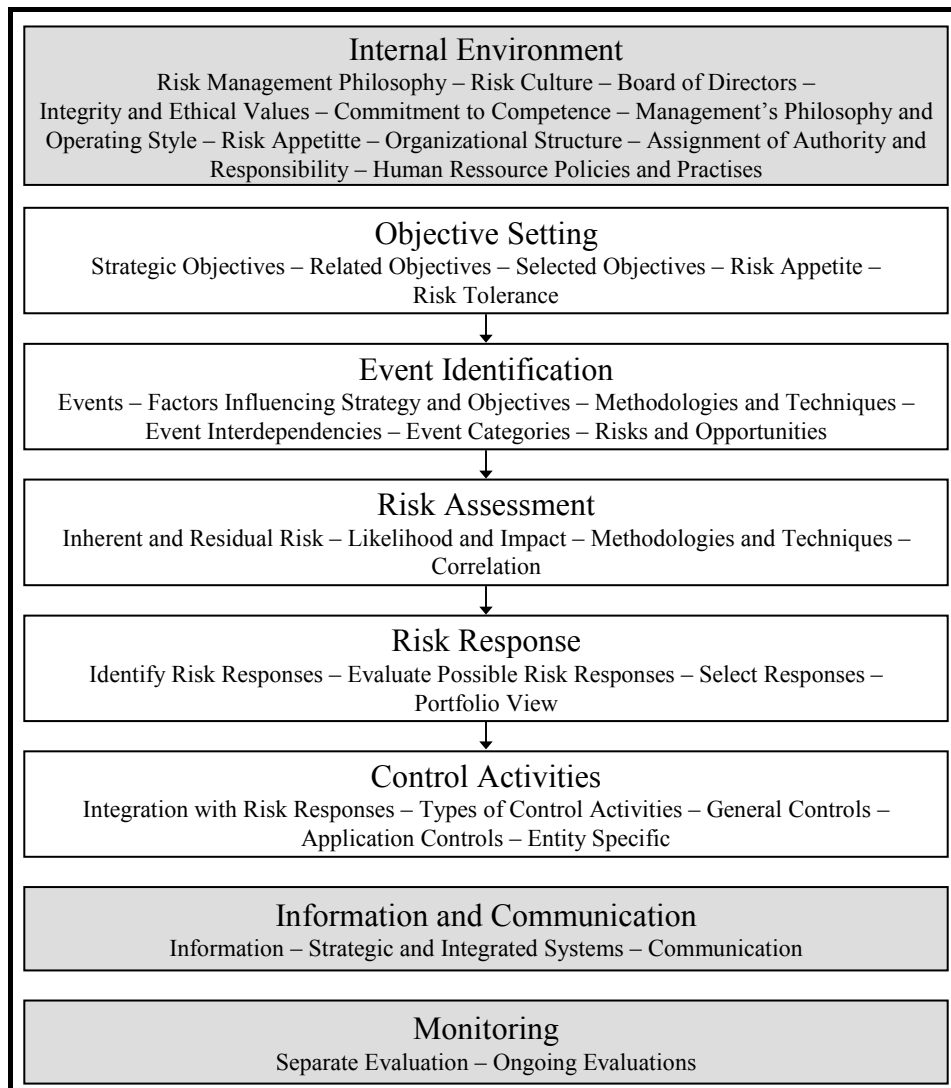 Internal Environment
Risk Management Philosophy – Risk Culture – Board of Directors –
Integrity and Ethical Values – Commitment to Competence – Management’s Philosophy and
Operating Style – Risk Appetitte – Organizational Structure – Assignment of Authority and
Responsibility – Human Ressource Policies and Practises
Objective Setting
Strategic Objectives – Related Objectives – Selected Objectives – Risk Appetite –
Risk Tolerance
Event Identification
Events – Factors Influencing Strategy and Objectives – Methodologies and Techniques –
Event Interdependencies – Event Categories – Risks and Opportunities
Risk Assessment
Inherent and Residual Risk – Likelihood and Impact – Methodologies and Techniques –
Correlation
Risk Response
Identify Risk Responses – Evaluate Possible Risk Responses – Select Responses –
Portfolio View
Control Activities
Integration with Risk Responses – Types of Control Activities – General Controls –
Application Controls – Entity Specific
Information and Communication
Information – Strategic and Integrated Systems – Communication
Monitoring
Separate Evaluation – Ongoing Evaluations